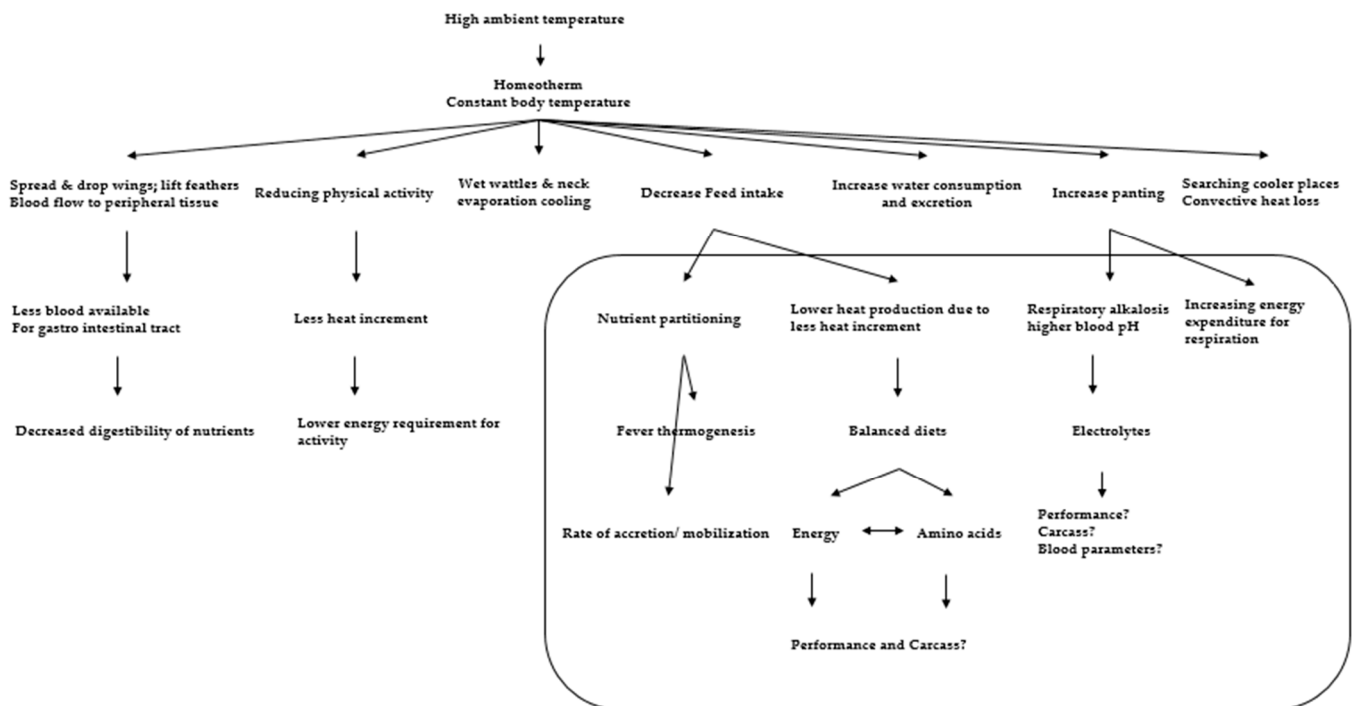 High ambient temperature
Homeotherm
Constant body temperature
Spread & drop wings; lift feathers
Blood flow to peripheral tissue
Reducing physical activity
Wet wattles & neck
evaporation cooling
Decrease Feed intake
Increase water consumption
and excretion
Increase panting
Searching cooler places
Convective heat loss
Less blood available
For gastro intestinal tract
Less heat increment
Nutrient partitioning
Lower heat production due to
less heat increment
Respiratory alkalosis
higher blood pH
Increasing energy
expenditure for
respiration
Decreased digestibility of nutrients
Lower energy requirement for
activity
Fever thermogenesis
Balanced diets
Electrolytes
Rate of accretion/ mobilization
Energy
Amino acids
Performance?
Carcass?
Blood parameters?
Performance and Carcass?